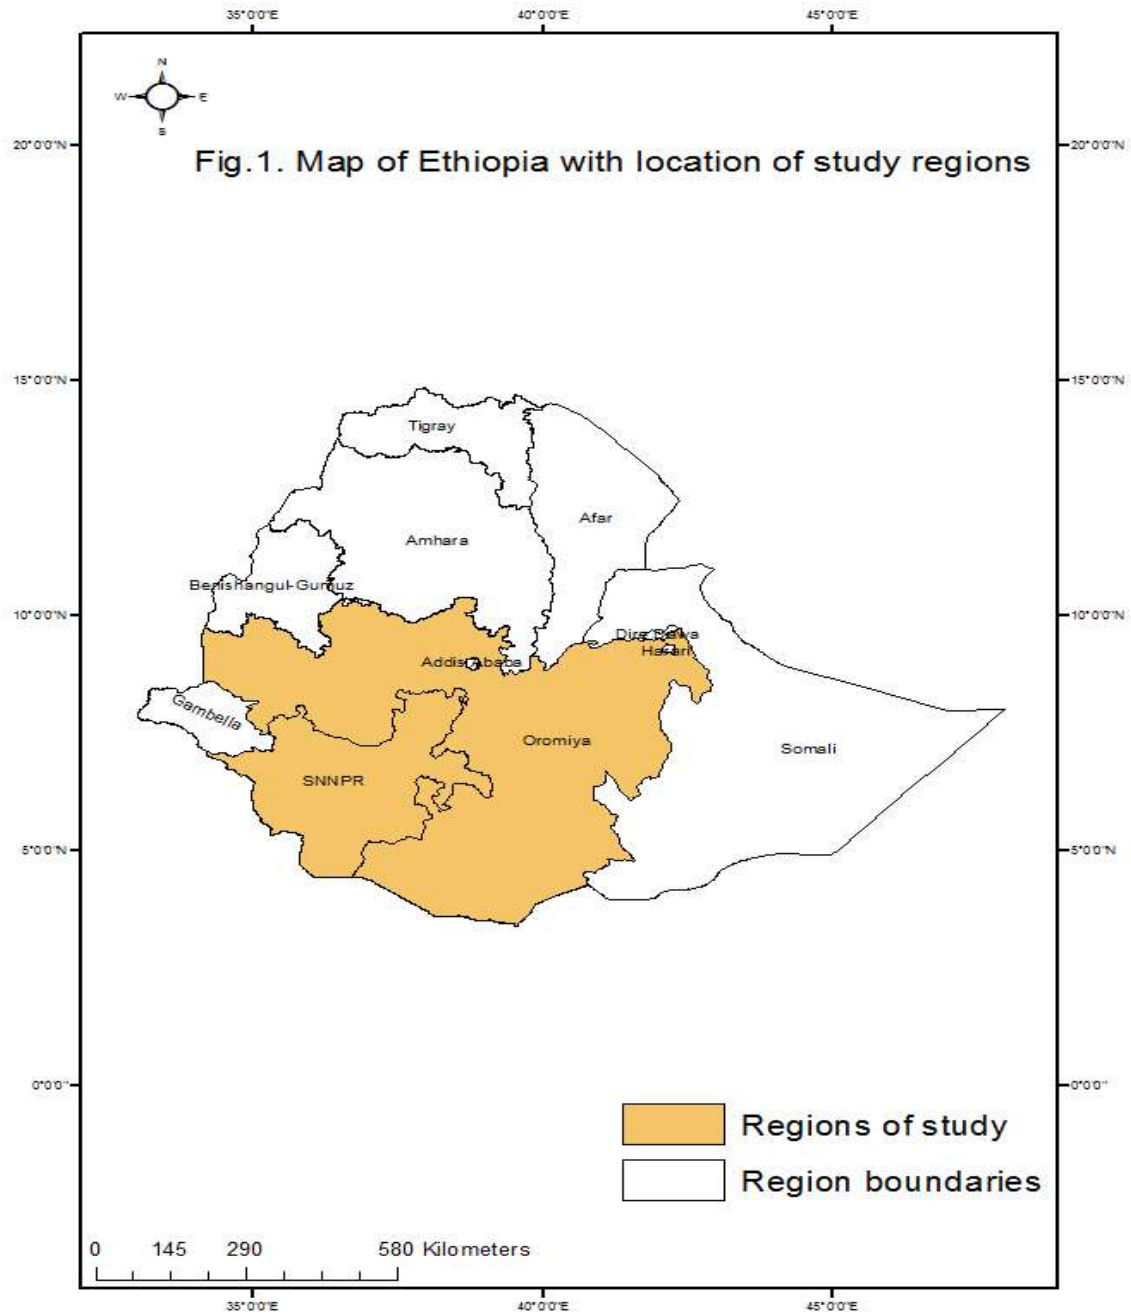 35°0'0"E 40°0'0"E 45°0'0"E
N
W E
S
20°0'0"N 20°0'0"N
Fig.1. Map of Ethiopia with location of study regions
15°0'0"N 15°0'0"N
Tigray
Afar
Amhara
Benishangul-Gumuz
10°0'0"N 10°0'0"N
Dire Dawa
Harari
Addis Ababa
Gambella
Oromiya
Somali
SNNPR
5°0'0"N 5°0'0"N
0°0'0" 0°0'0"
Regions of study
Region boundaries
0 145 290 580 Kilometers
35°0'0"E 40°0'0"E 45°0'0"E